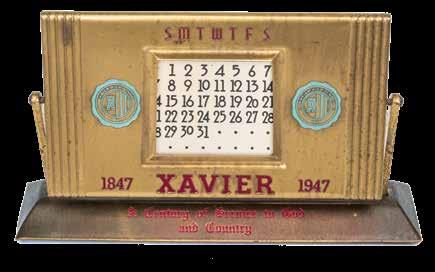 S M T W T F S
1 2 3 4 5 6 7
8 9 10 11 12 13 14
15 16 17 18 19 20 21
22 23 24 25 26 27 28
29 30 31 . . . .
1847 XAVIER 1947
A Century of Service to God
and Country